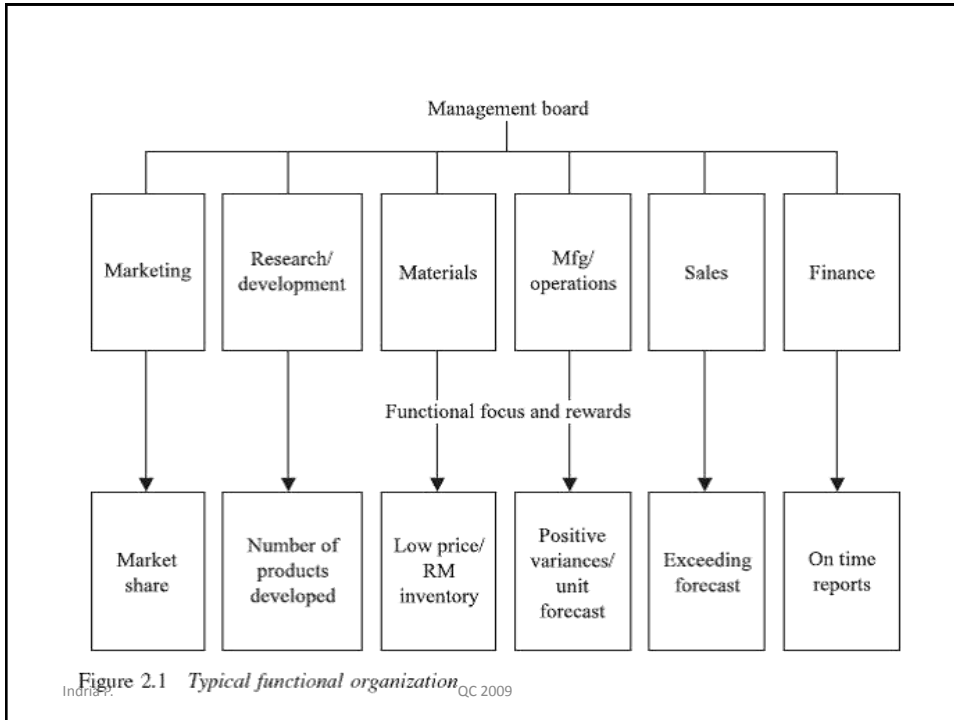 Management board
Marketing
Research/
development
Materials
Mfg/
operations
Sales
Finance
Functional focus and rewards
Market
share
Number of
products
developed
Low price/
RM
inventory
Positive
variances/
unit
forecast
Exceeding
forecast
On time
reports
Figure 2.1 Typical functional organization
Indria P. QC 2009